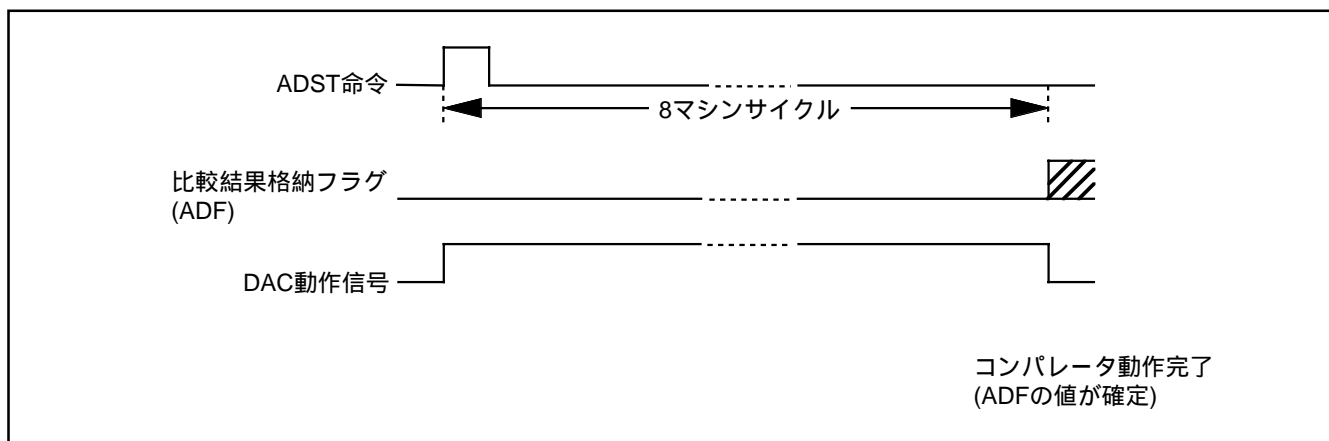 ADST命令
8マシンサイクル
比較結果格納フラグ
(ADF)
DAC動作信号
コンパレータ動作完了
(ADFの値が確定)